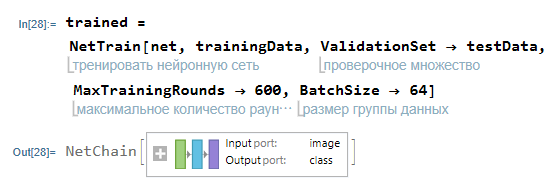 In[28]:= trained =
NetTrain[net, trainingData, ValidationSet → testData,
тренировать нейронную сеть проверочное множество
MaxTrainingRounds → 600, BatchSize → 64]
максимальное количество раун⋯ размер группы данных
Out[28]= NetChain[
Input port: image
Output port: class
]